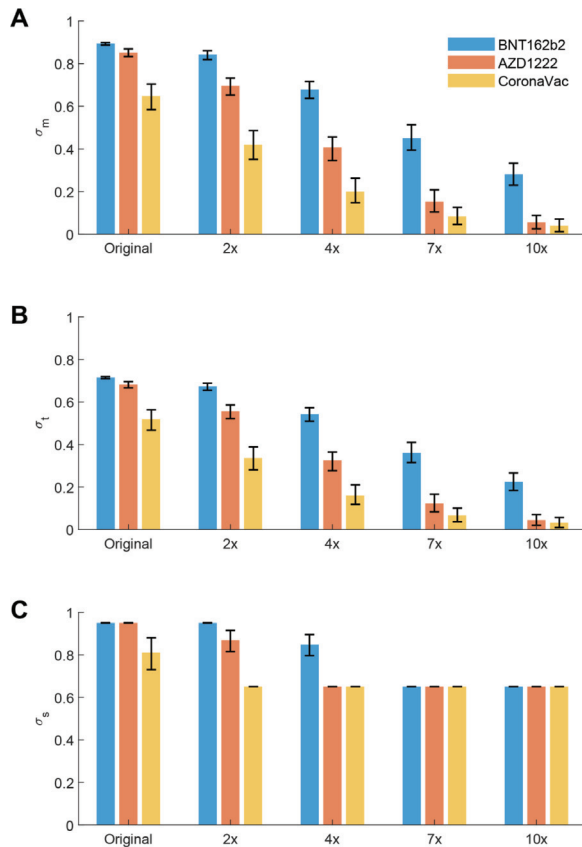 A
1
0.8
0.6
0.4
0.2
0
σm
BNT162b2
AZD1222
CoronaVac
Original 2x 4x 7x 10x
B
1
0.8
0.6
0.4
0.2
0
σt
Original 2x 4x 7x 10x
C
1
0.8
0.6
0.4
0.2
0
σs
Original 2x 4x 7x 10x